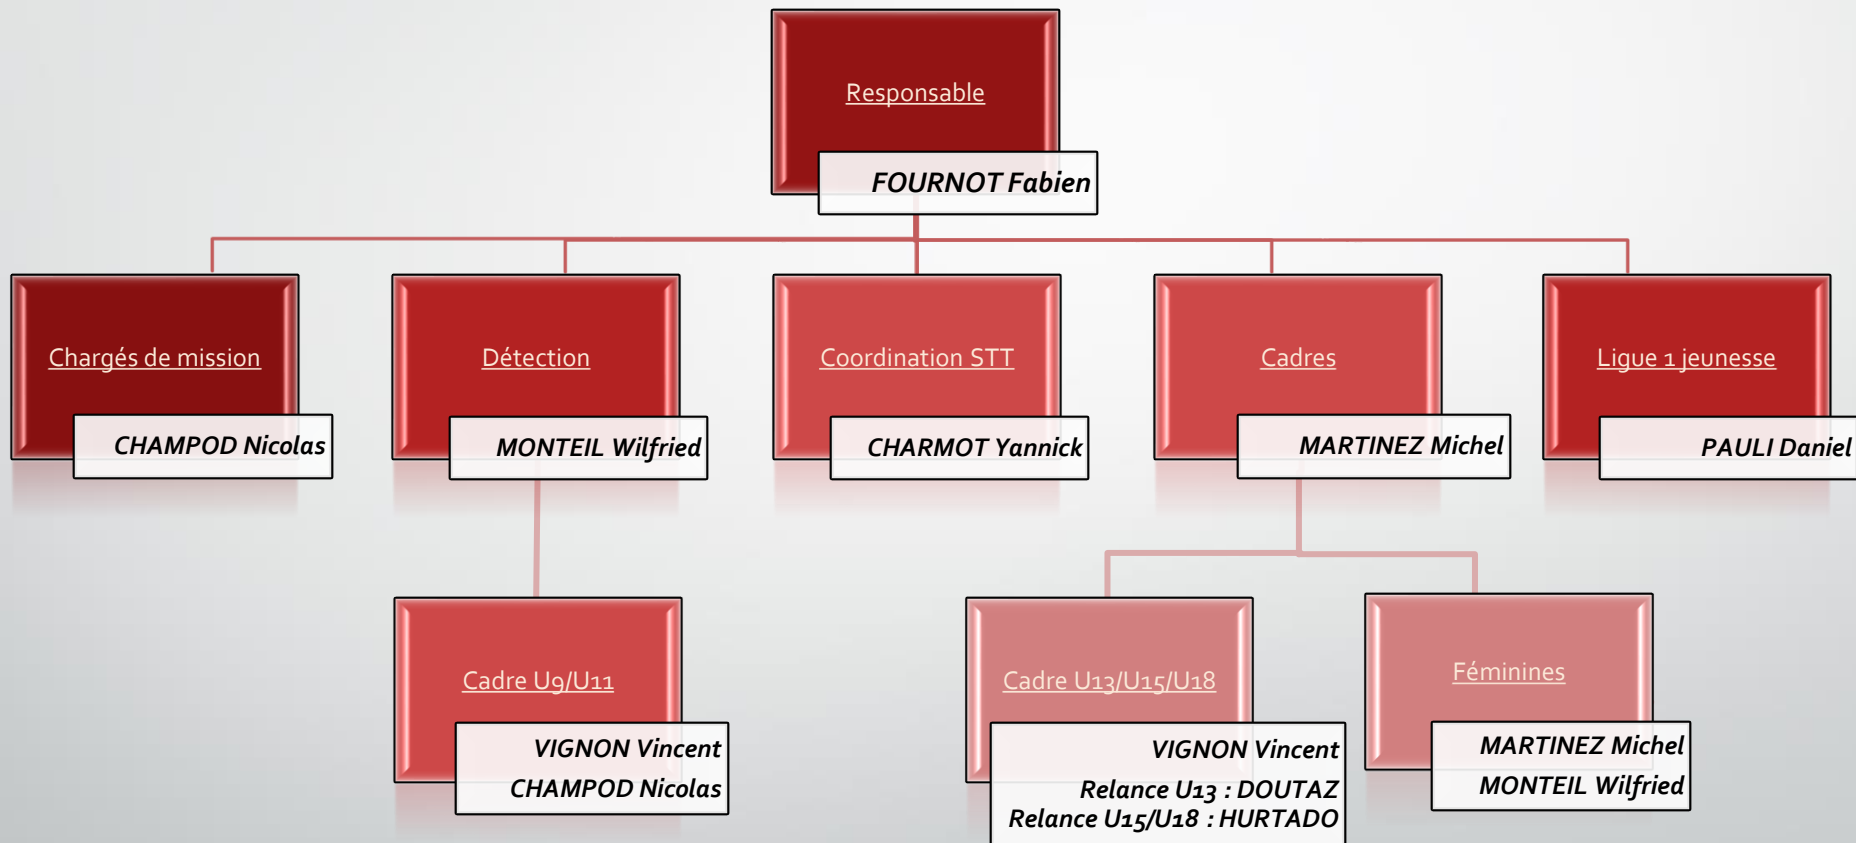 Responsable
FOURNOT Fabien
Chargés de mission
CHAMPOD Nicolas
Détection
MONTEIL Wilfried
Coordination STT
CHARMOT Yannick
Cadres
MARTINEZ Michel
Ligue 1 jeunesse
PAULI Daniel
Cadre U9/U11
VIGNON Vincent
CHAMPOD Nicolas
Cadre U13/U15/U18
VIGNON Vincent
Relance U13 : DOUTAZ
Relance U15/U18 : HURTADO
Féminines
MARTINEZ Michel
MONTEIL Wilfried